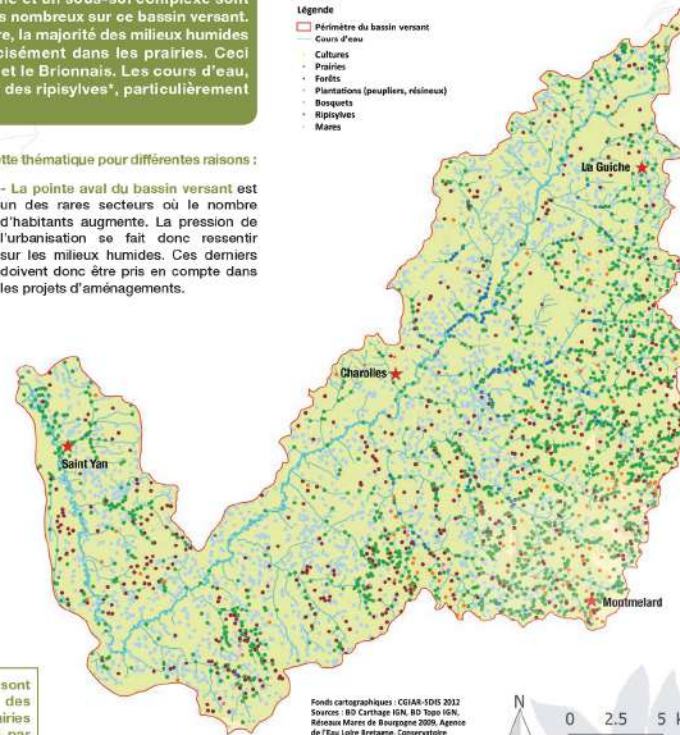 ne et un sous-sol complexe sont
s nombreux sur ce bassin versant.
re, la majorité des milieux humides
cisément dans les prairies. Ceci
et le Brionnais. Les cours d'eau,
des ripisylves*, particulièrement
ette thématique pour différentes raisons :
- La pointe aval du bassin versant est
un des rares secteurs où le nombre
d'habitants augmente. La pression de
l'urbanisation se fait donc ressentir
sur les milieux humides. Ces derniers
doivent donc être pris en compte dans
les projets d'aménagements.
Légende
Périmètre du bassin versant
Cours d'eau
Cultures
Prairies
Forêts
Plantations (peupliers, résineux)
Bosquets
Ripisylves
Mares
La Guiche
Charolles
Saint Yan
Montmelard
sont
des
iries
par
Fonds cartographiques : CGIAR-SDIS 2012
Sources : BD Carthage IGN, BD Topo IGN,
Réseaux Mares de Bourgogne 2009, Agence
de l'Eau Loire Bretagne, Conservatoire
N
0 2.5 5 k